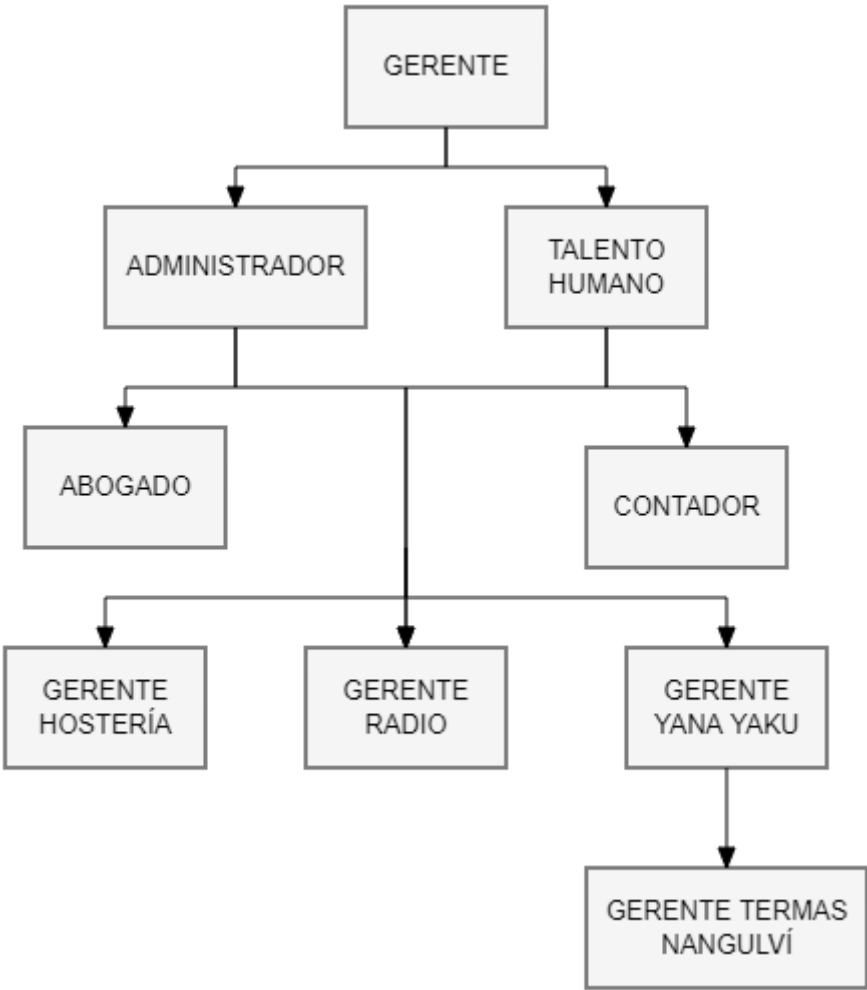 GERENTE
ADMINISTRADOR
TALENTO
HUMANO
ABOGADO
CONTADOR
GERENTE
HOSTERÍA
GERENTE
RADIO
GERENTE
YANA YAKU
GERENTE TERMAS
NANGULVÍ